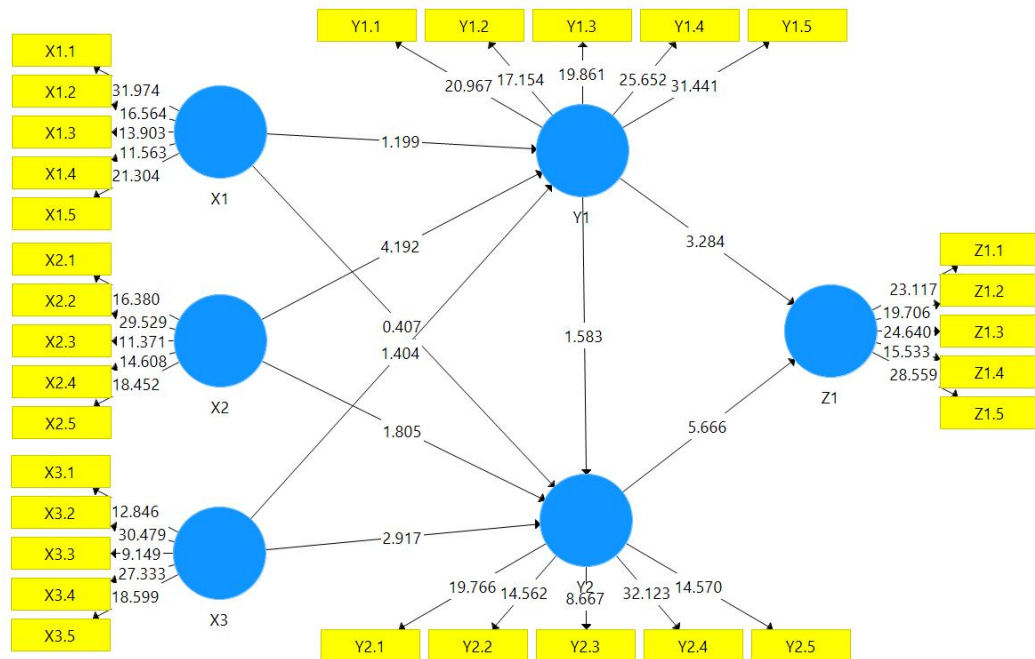 Y1.1
Y1.2
Y1.3
Y1.4
Y1.5
20.967
17.154
19.861
25.652
31.441
X1.1
X1.2
X1.3
X1.4
X1.5
31.974
16.564
13.903
11.563
21.304
X1
1.199
Y1
X2.1
X2.2
X2.3
X2.4
X2.5
16.380
29.529
11.371
14.608
18.452
X2
4.192
0.407
1.404
1.583
3.284
1.805
5.666
Z1
23.117
19.706
24.640
15.533
28.559
Z1.1
Z1.2
Z1.3
Z1.4
Z1.5
X3.1
X3.2
X3.3
X3.4
X3.5
12.846
30.479
9.149
27.333
18.599
X3
2.917
Y2
19.766
14.562
8.667
32.123
14.570
Y2.1
Y2.2
Y2.3
Y2.4
Y2.5